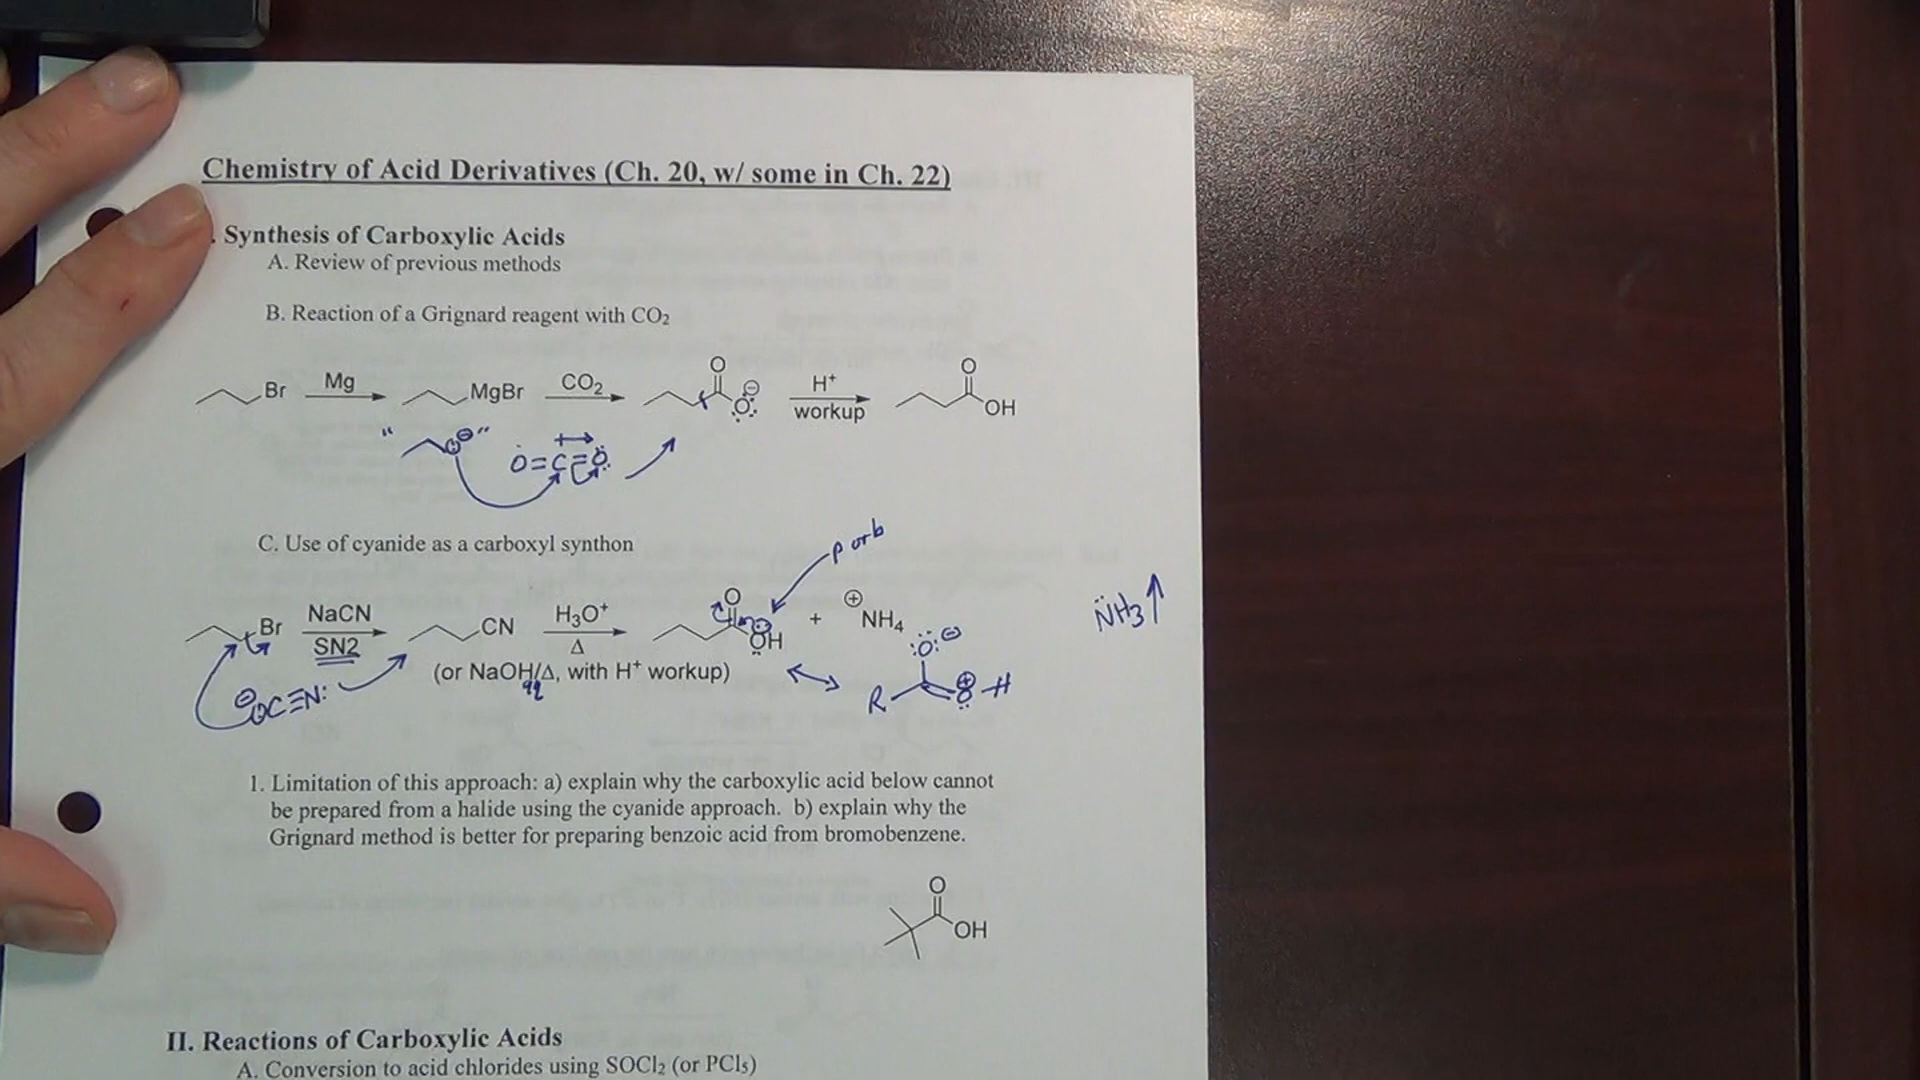 Chemistry of Acid Derivatives (Ch. 20, w/ some in Ch. 22)
. Synthesis of Carboxylic Acids
A. Review of previous methods
B. Reaction of a Grignard reagent with CO₂
Br Mg MgBr CO₂ O O ⊖ H⁺ workup O OH
" ⊖ " O=C=O
C. Use of cyanide as a carboxyl synthon
p orb
Br NaCN SN2 CN H₃O⁺ Δ O OH + ⊕NH₄ NH₃↑
(or NaOH/Δ, with H⁺ workup)
aq
⊖C≡N:
O ⊖
R O ⊕ -H
1. Limitation of this approach: a) explain why the carboxylic acid below cannot
be prepared from a halide using the cyanide approach. b) explain why the
Grignard method is better for preparing benzoic acid from bromobenzene.
O
OH
II. Reactions of Carboxylic Acids
A. Conversion to acid chlorides using SOCl₂ (or PCl₅)